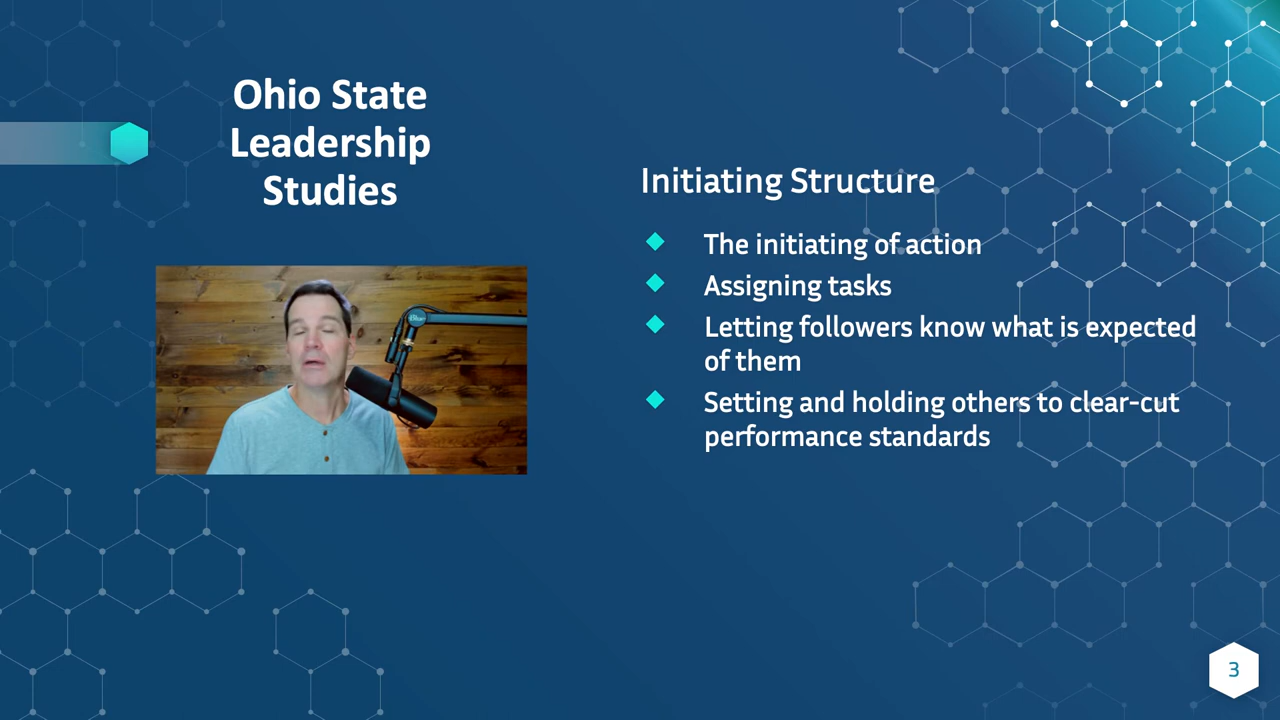 Ohio State
Leadership
Studies
Initiating Structure
The initiating of action
Assigning tasks
Letting followers know what is expected
of them
Setting and holding others to clear-cut
performance standards
Blue
3